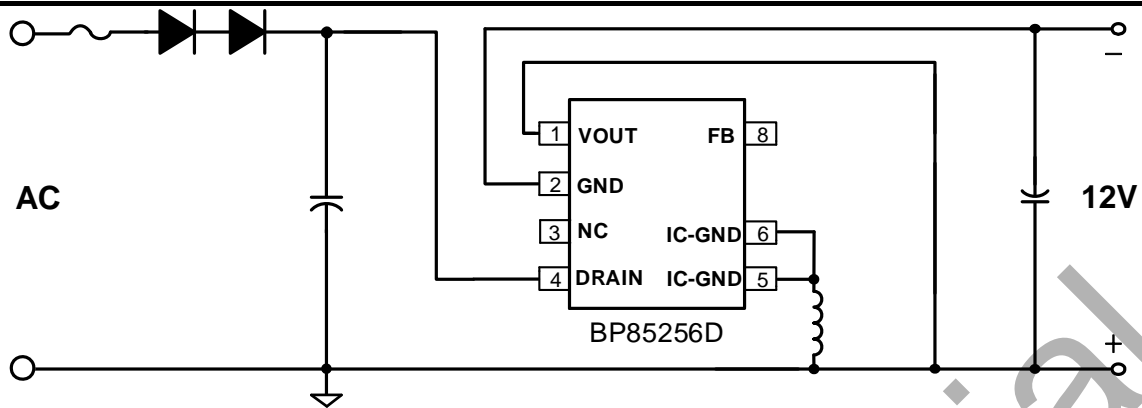 AC
1 VOUT FB 8
2 GND
3 NC IC-GND 6
4 DRAIN IC-GND 5
BP85256D
−
12V
+